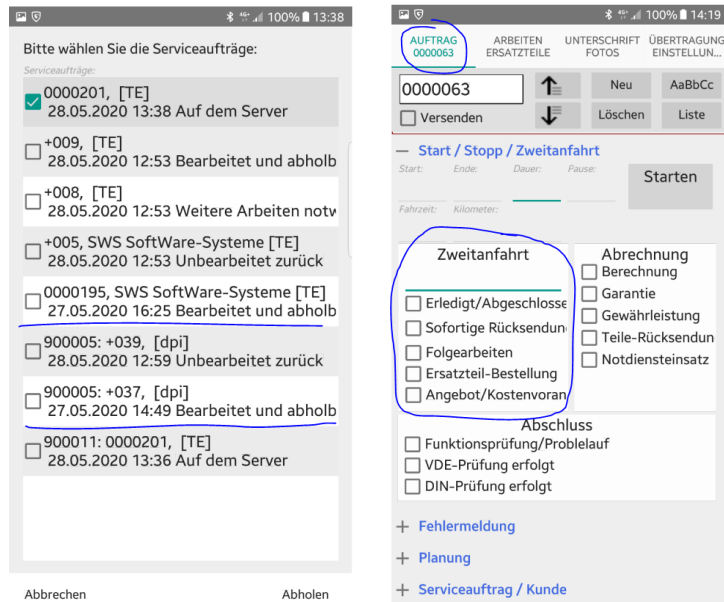 100% 13:38
Bitte wählen Sie die Serviceaufträge:
Serviceaufträge:
0000201, [TE]
28.05.2020 13:38 Auf dem Server
+009, [TE]
28.05.2020 12:53 Bearbeitet und abholb
+008, [TE]
28.05.2020 12:53 Weitere Arbeiten notw
+005, SWS SoftWare-Systeme [TE]
28.05.2020 12:53 Unbearbeitet zurück
0000195, SWS SoftWare-Systeme [TE]
27.05.2020 16:25 Bearbeitet und abholb
900005: +039, [dpi]
28.05.2020 12:59 Unbearbeitet zurück
900005: +037, [dpi]
27.05.2020 14:49 Bearbeitet und abholb
900011: 0000201, [TE]
28.05.2020 13:36 Auf dem Server
Abbrechen Abholen
100% 14:19
AUFTRAG 0000063
ARBEITEN ERSATZTEILE
UNTERSCHRIFT FOTOS
ÜBERTRAGUNG EINSTELLUN...
0000063
Neu AaBbCc
Versenden
Löschen Liste
Start / Stopp / Zweitanfahrt
Start: Ende: Dauer: Pause:
Starten
Fahrzeit: Kilometer:
Zweitanfahrt
Erledigt/Abgeschlosse
Sofortige Rücksendun
Folgearbeiten
Ersatzteil-Bestellung
Angebot/Kostenvoran
Abrechnung
Berechnung
Garantie
Gewährleistung
Teile-Rücksendun
Notdiensteinsatz
Abschluss
Funktionsprüfung/Problelauf
VDE-Prüfung erfolgt
DIN-Prüfung erfolgt
+ Fehlermeldung
+ Planung
+ Serviceauftrag / Kunde